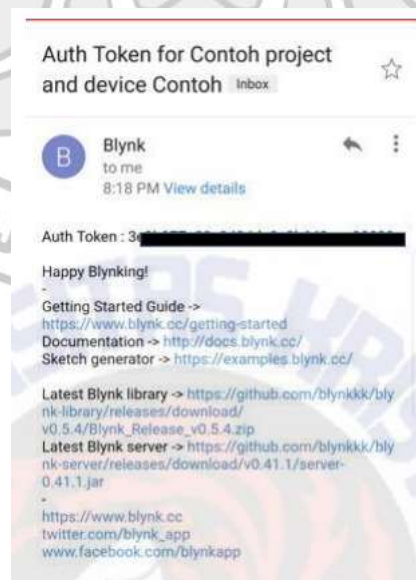 Auth Token for Contoh project
and device Contoh Inbox
B
Blynk
to me
8:18 PM View details
Auth Token :
Happy Blynking!
-
Getting Started Guide ->
https://www.blynk.cc/getting-started
Documentation -> http://docs.blynk.cc/
Sketch generator -> https://examples.blynk.cc/
Latest Blynk library -> https://github.com/blynkkk/bly
nk-library/releases/download/
v0.5.4/Blynk_Release_v0.5.4.zip
Latest Blynk server -> https://github.com/blynkkk/bly
nk-server/releases/download/v0.41.1/server-
0.41.1.jar
-
https://www.blynk.cc
twitter.com/blynk_app
www.facebook.com/blynkapp